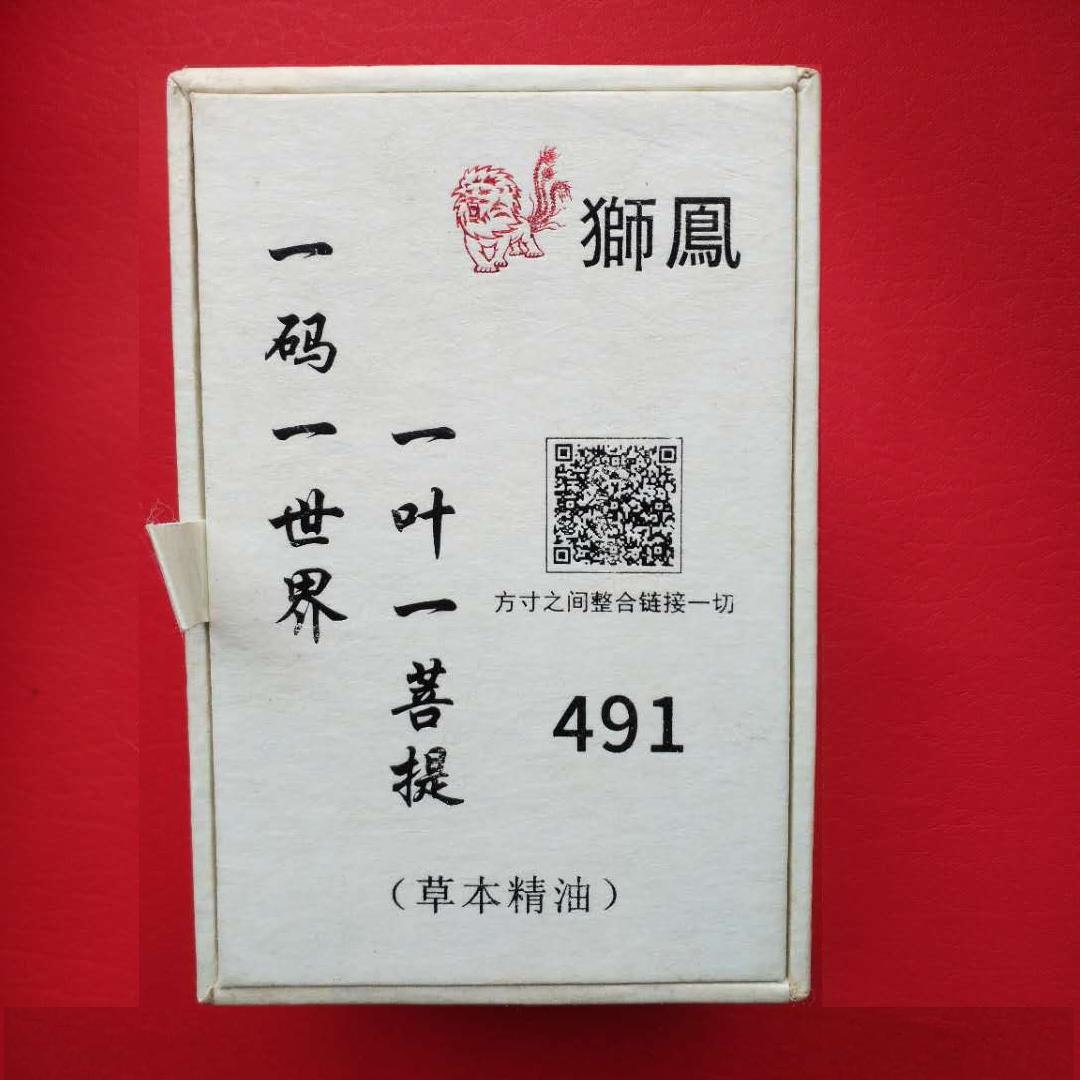 獅鳳
一码一世界
一叶一菩提
方寸之间整合链接一切
491
（草本精油）